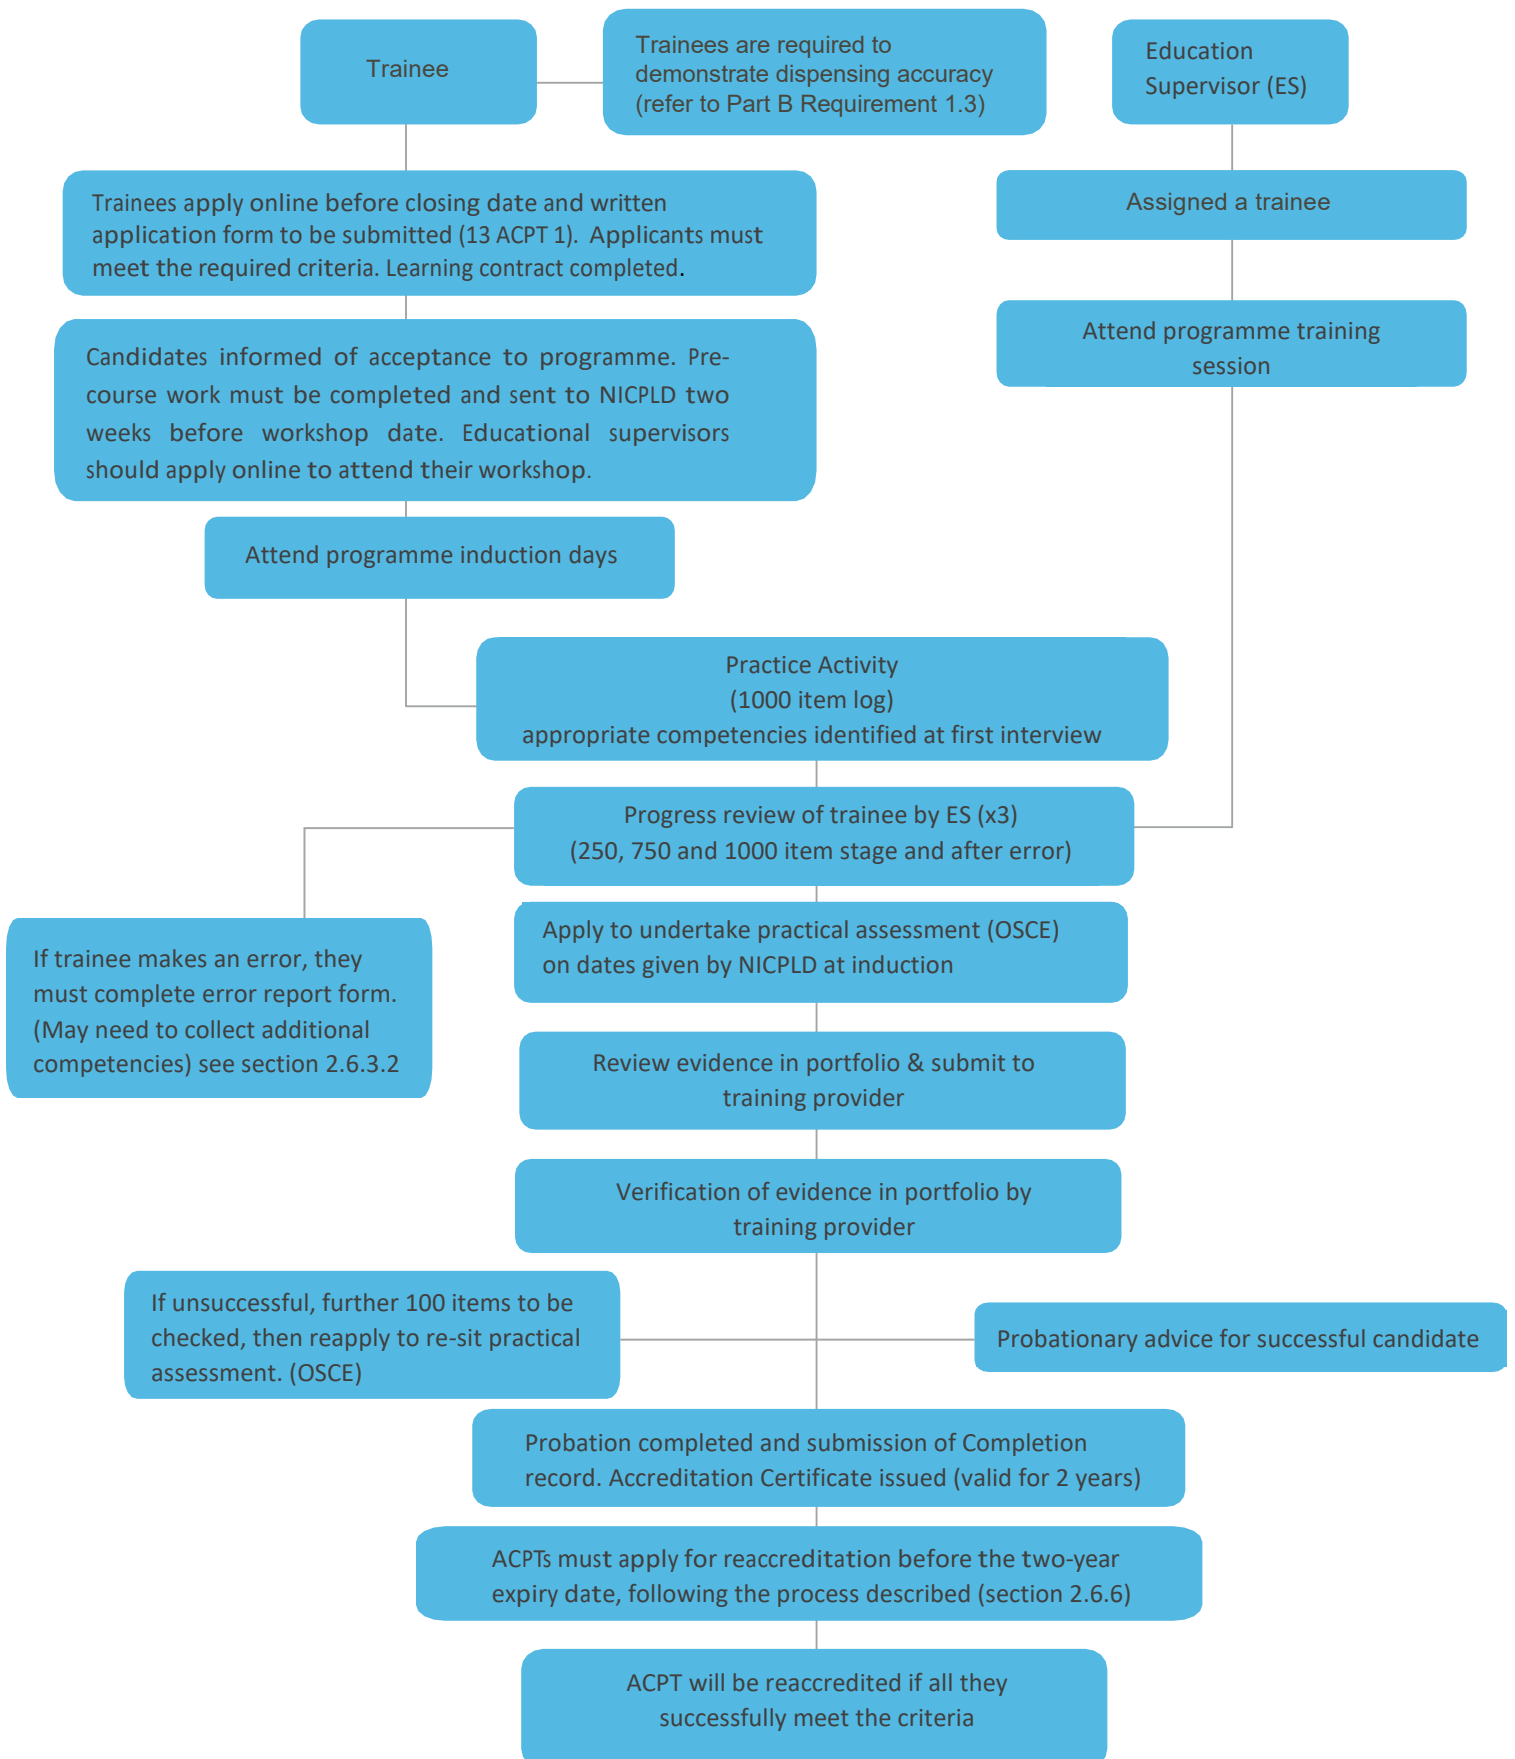 Trainee
Trainees are required to
demonstrate dispensing accuracy
(refer to Part B Requirement 1.3)
Education
Supervisor (ES)
Trainees apply online before closing date and written
application form to be submitted (13 ACPT 1).  Applicants must
meet the required criteria. Learning contract completed.
Assigned a trainee
Candidates informed of acceptance to programme. Pre-
course work must be completed and sent to NICPLD two
weeks before workshop date. Educational supervisors
should apply online to attend their workshop.
Attend programme training
session
Attend programme induction days
Practice Activity
(1000 item log)
appropriate competencies identified at first interview
Progress review of trainee by ES (x3)
(250, 750 and 1000 item stage and after error)
If trainee makes an error, they
must complete error report form.
(May need to collect additional
competencies) see section 2.6.3.2
Apply to undertake practical assessment (OSCE)
on dates given by NICPLD at induction
Review evidence in portfolio & submit to
training provider
Verification of evidence in portfolio by
training provider
If unsuccessful, further 100 items to be
checked, then reapply to re-sit practical
assessment. (OSCE)
Probationary advice for successful candidate
Probation completed and submission of Completion
record. Accreditation Certificate issued (valid for 2 years)
ACPTs must apply for reaccreditation before the two-year
expiry date, following the process described (section 2.6.6)
ACPT will be reaccredited if all they
successfully meet the criteria